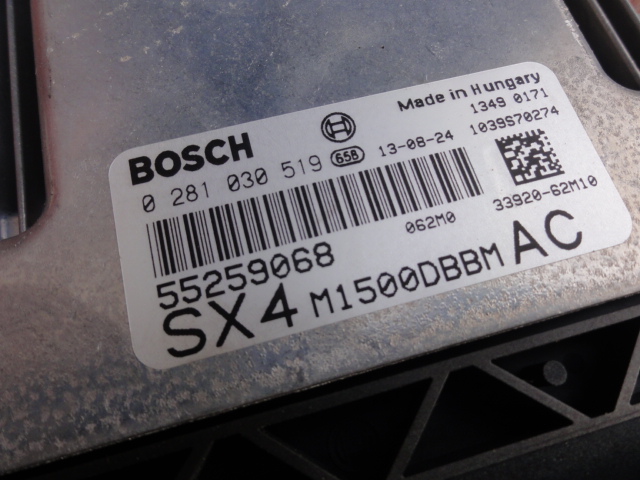 Made in Hungary
1349 0171
BOSCH
0 281 030 519 65B 13-08-24 1039S70274
062M0 33920-62M10
55259068
SX4 M1500DBBM AC